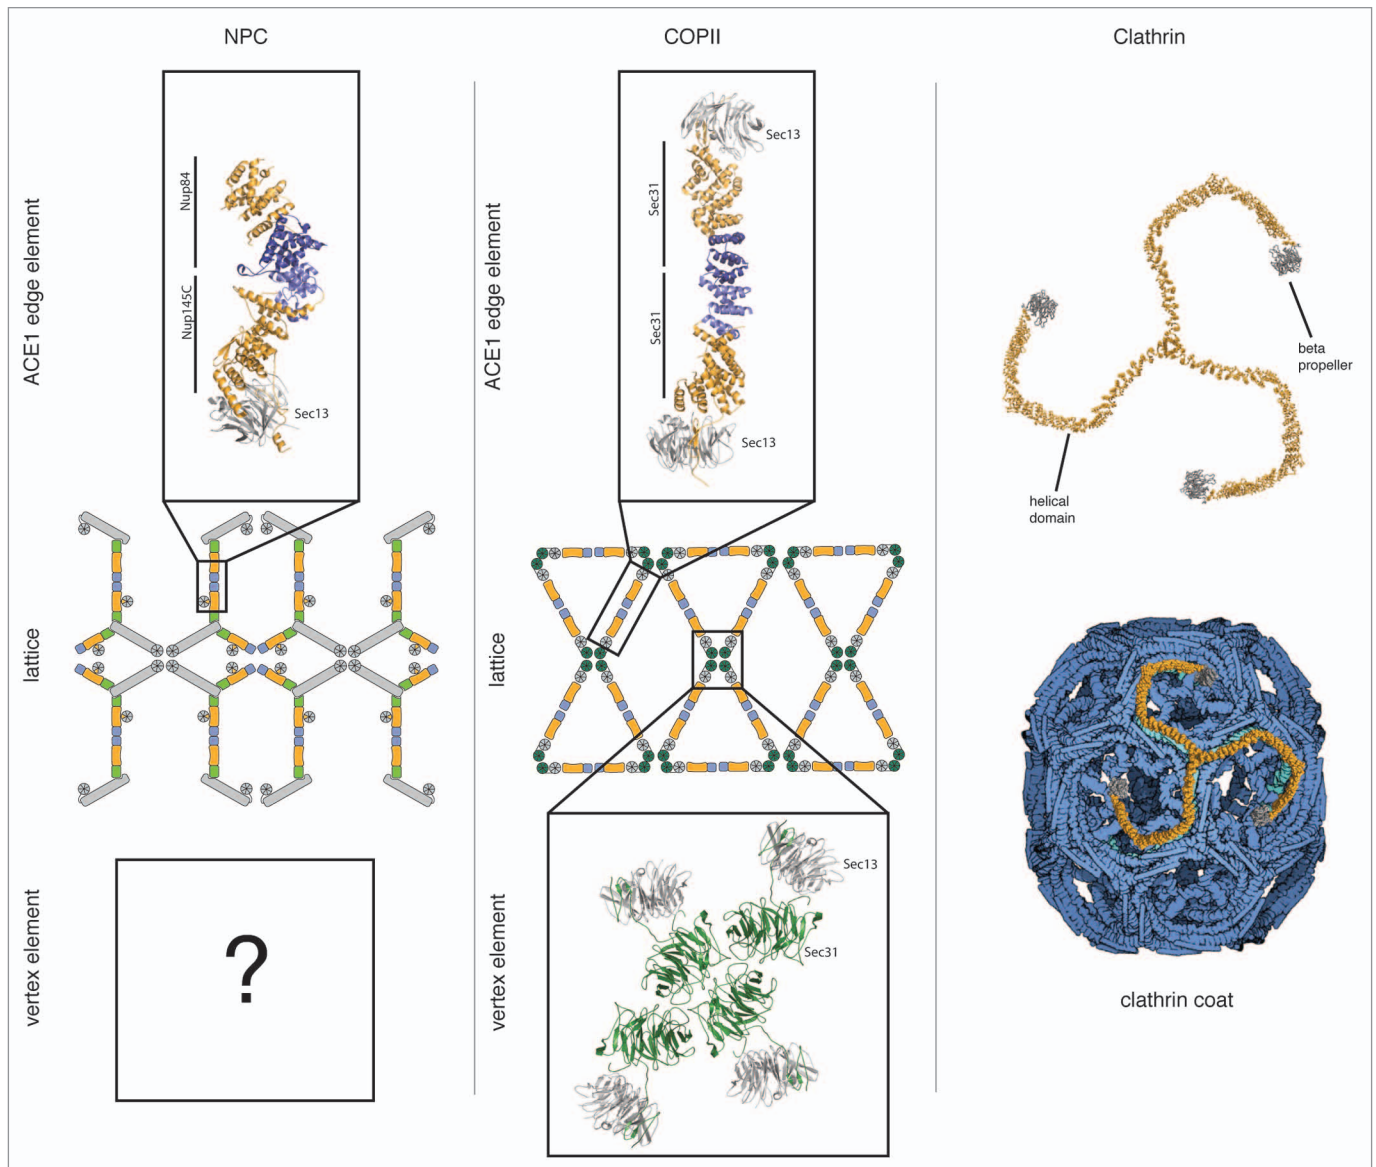 NPC
COPII
Clathrin
ACE1 edge element
Nup84
Nup145C
Sec13
ACE1 edge element
Sec31
Sec31
Sec13
Sec13
beta
propeller
helical
domain
lattice
lattice
vertex element
?
vertex element
Sec13
Sec31
clathrin coat